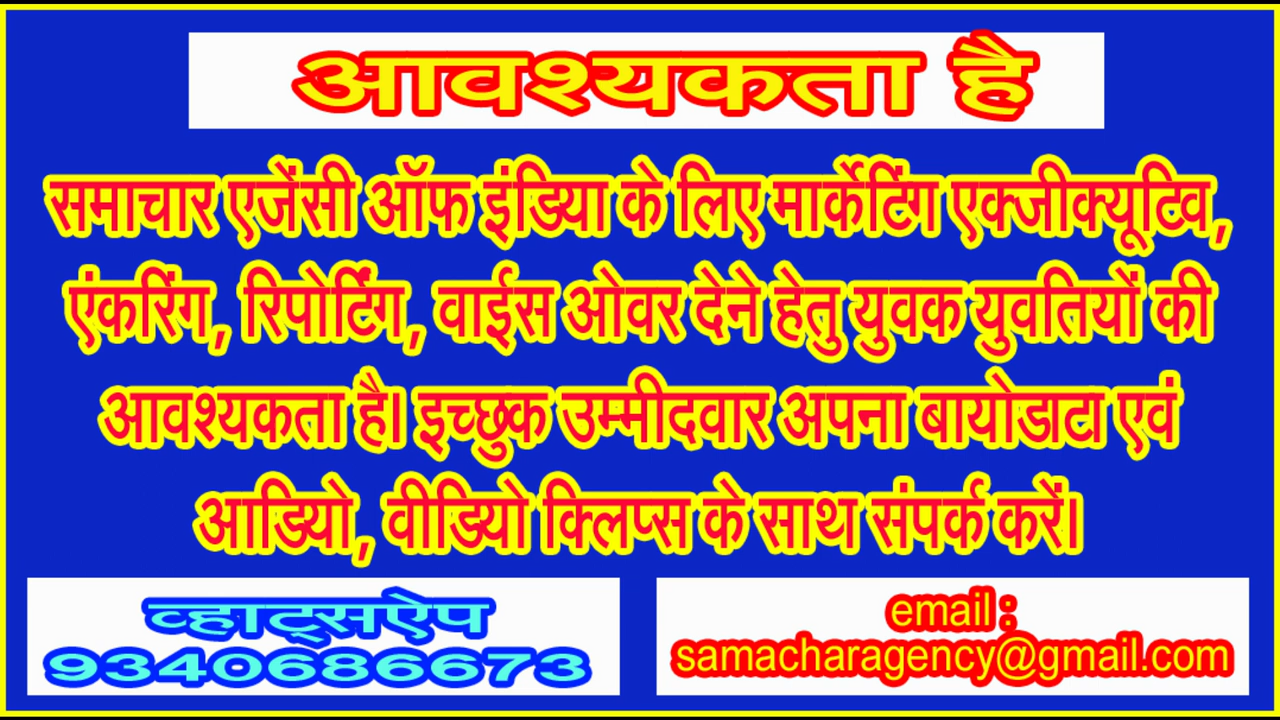 आवश्यकता है
समाचार एजेंसी ऑफ इंडिया के लिए मार्केटिंग एक्जीक्यूटिव,
एंकरिंग, रिपोर्टिंग, वाईस ओवर देने हेतु युवक युवतियों की
आवश्यकता है। इच्छुक उम्मीदवार अपना बायोडाटा एवं
आडियो, वीडियो क्लिप्स के साथ संपर्क करें।
व्हाट्सऐप
9340686673
email :
samacharagency@gmail.com